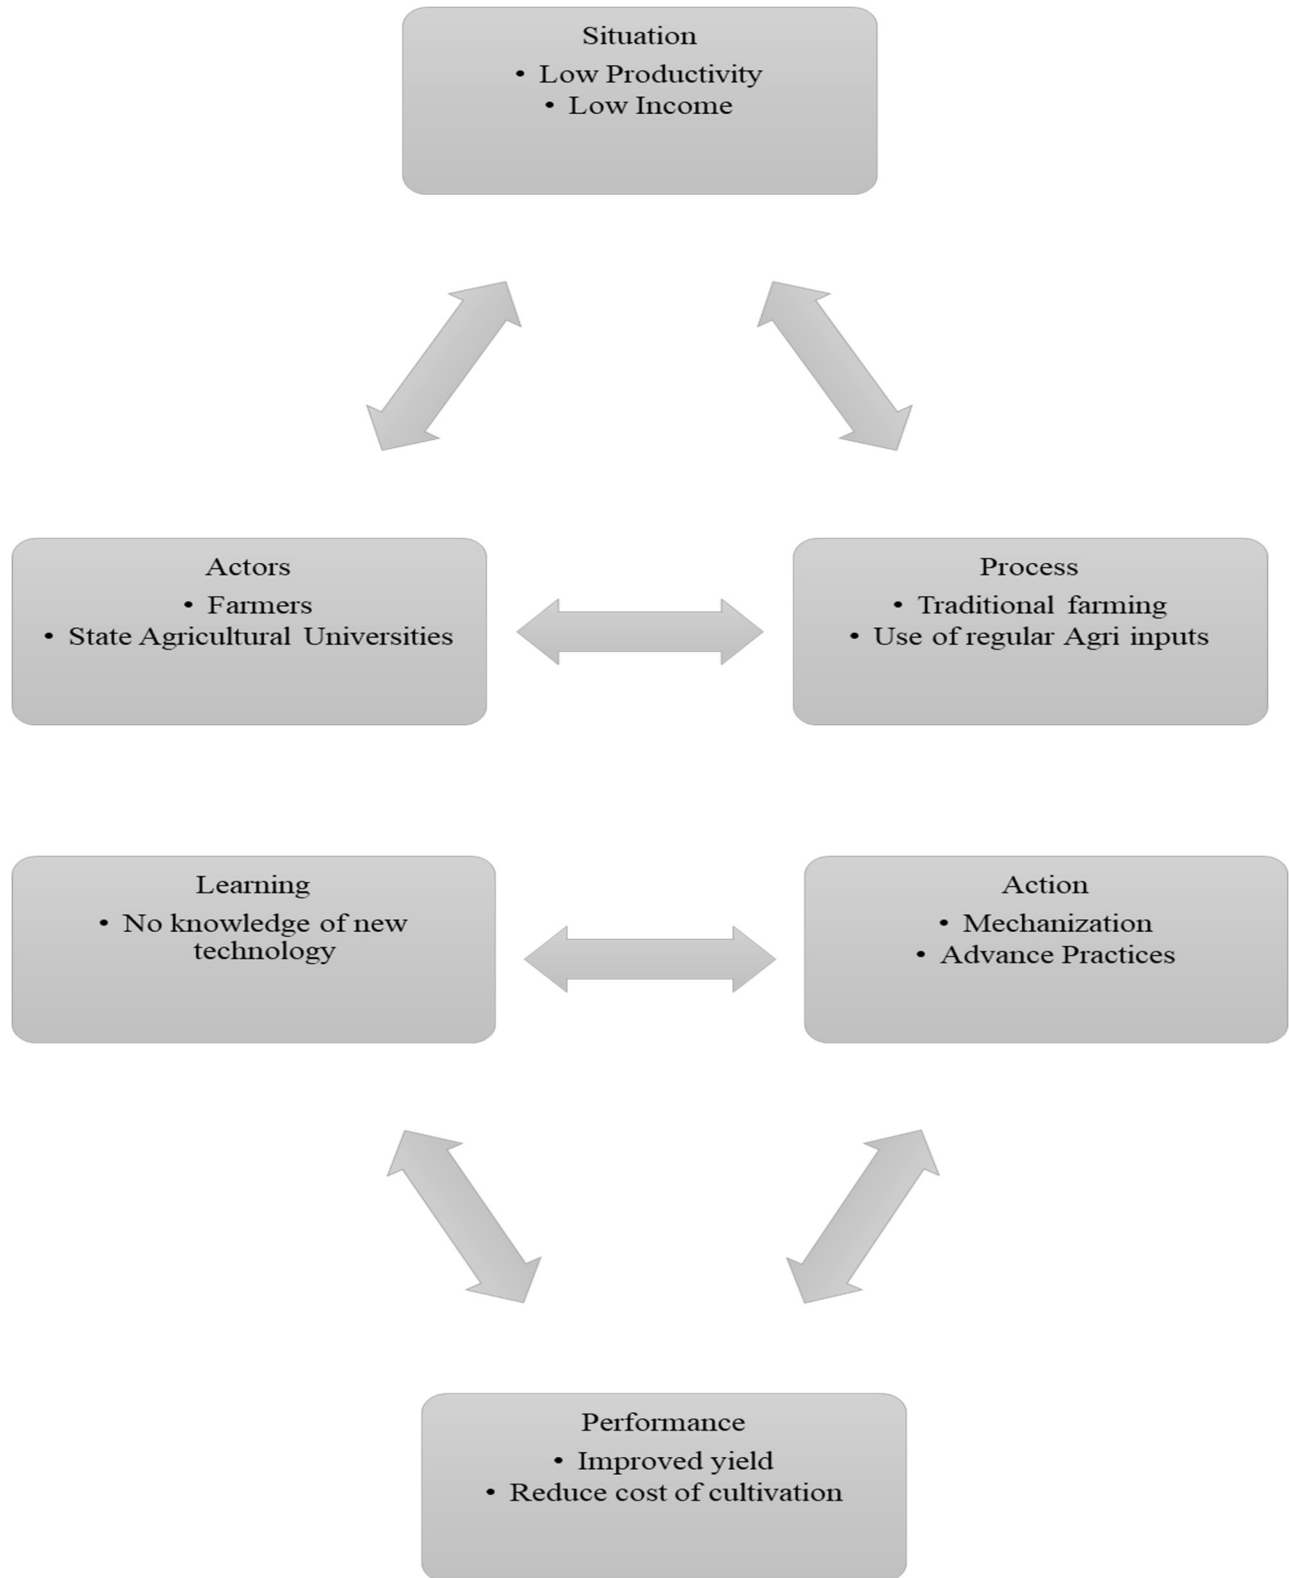 Situation
• Low Productivity
• Low Income
Actors
• Farmers
• State Agricultural Universities
Process
• Traditional farming
• Use of regular Agri inputs
Learning
• No knowledge of new
technology
Action
• Mechanization
• Advance Practices
Performance
• Improved yield
• Reduce cost of cultivation